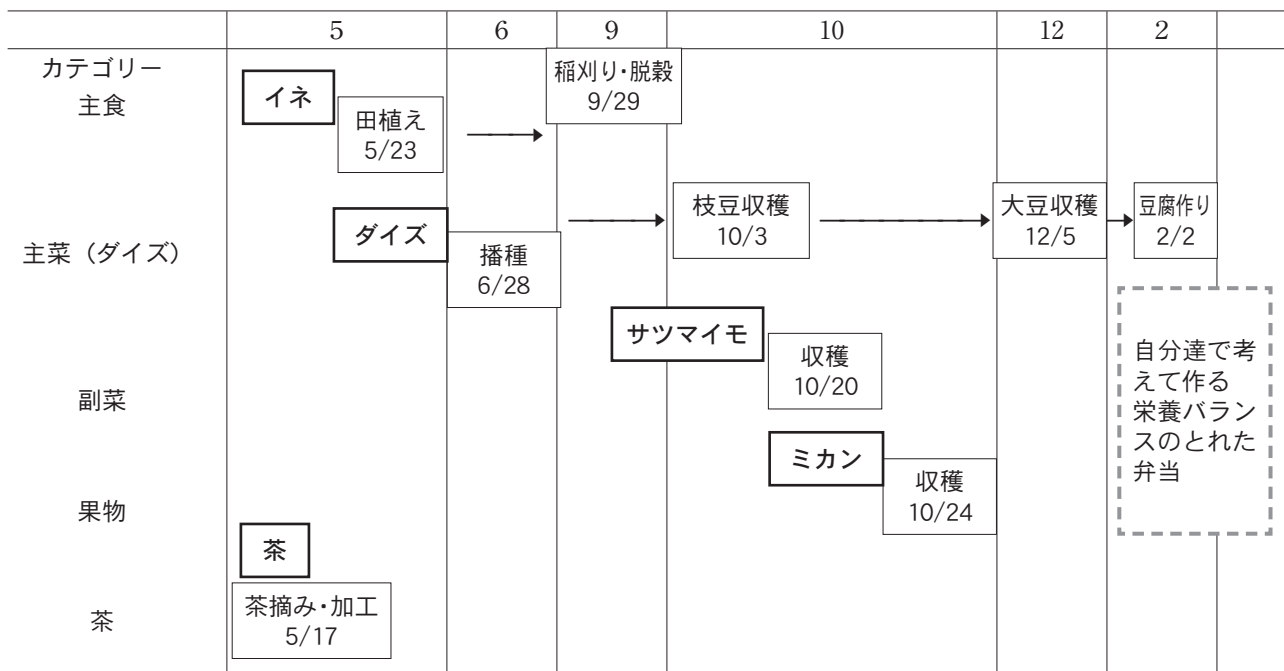 5 6 9 10 12 2
カテゴリー
主食
イネ
田植え
5/23
稲刈り・脱穀
9/29
主菜（ダイズ）
ダイズ
播種
6/28
枝豆収穫
10/3
大豆収穫
12/5
豆腐作り
2/2
副菜
サツマイモ
収穫
10/20
果物
ミカン
収穫
10/24
茶
茶
茶摘み・加工
5/17
自分達で考
えて作る
栄養バラン
スのとれた
弁当